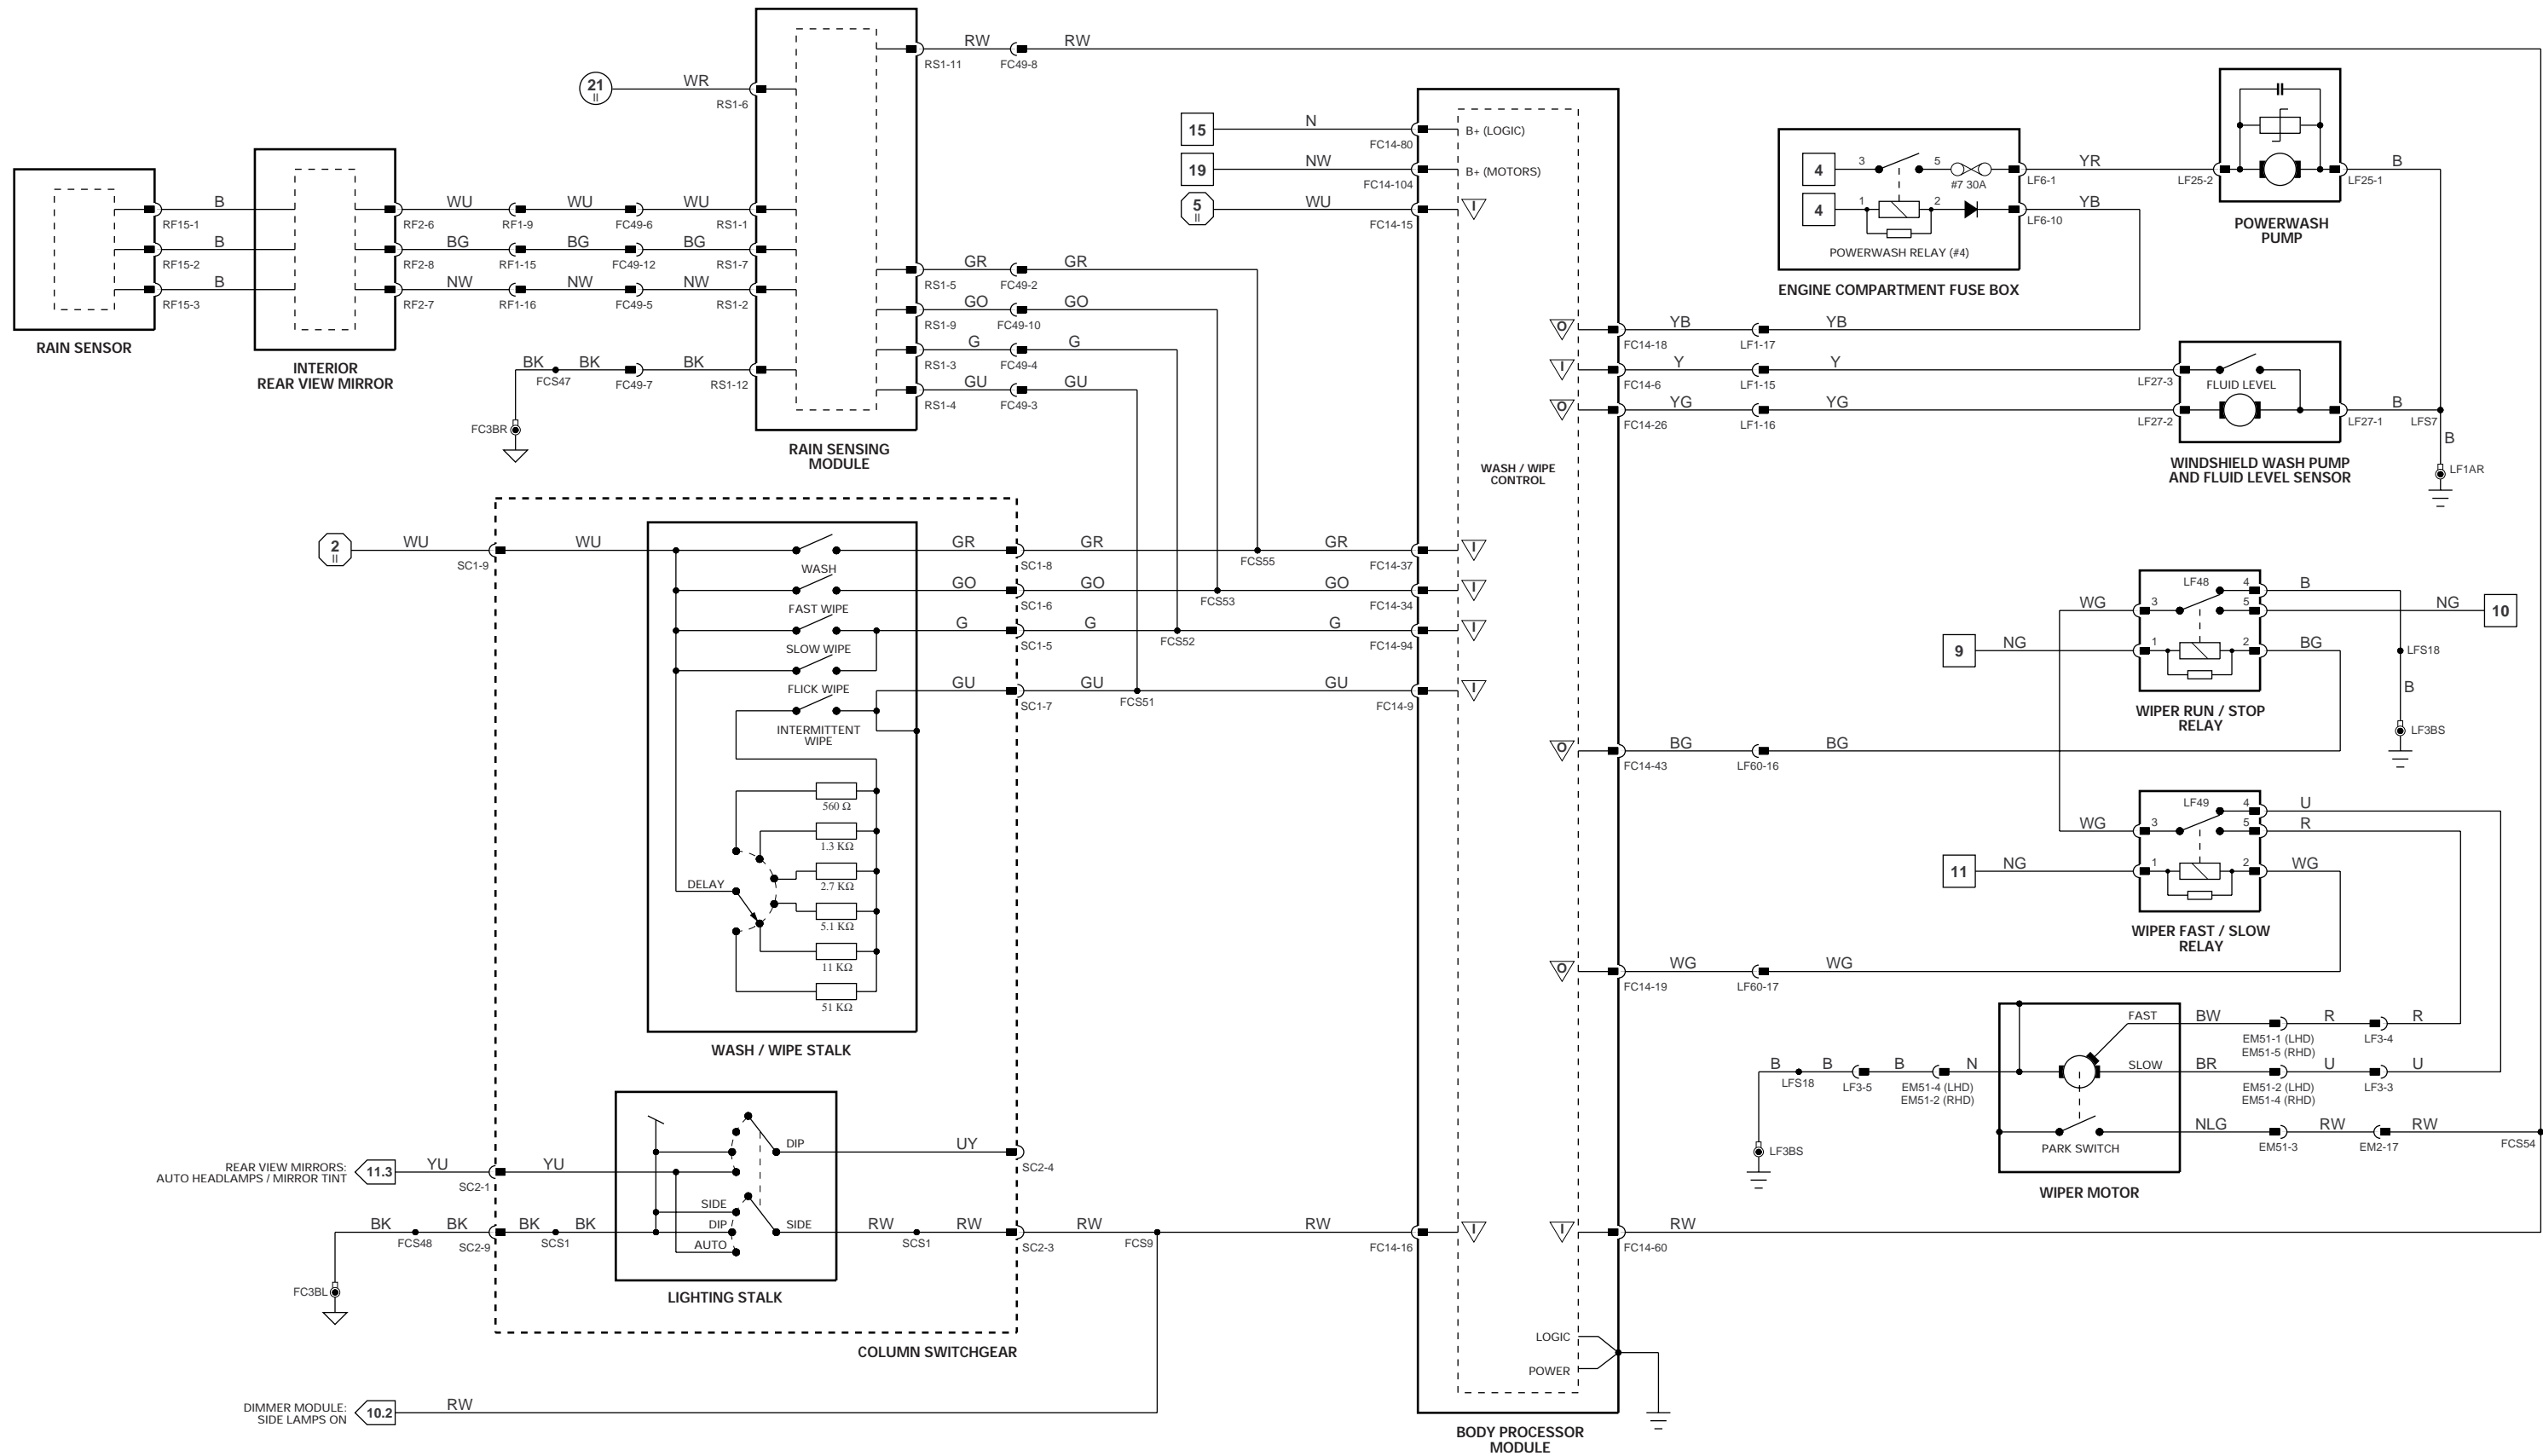 RW
RW
RS1-11
FC49-8
21
II
WR
RS1-6
15
N
FC14-80
B+ (LOGIC)
19
NW
FC14-104
B+ (MOTORS)
5
II
WU
FC14-15
I
4
3
5
#7 30A
LF6-1
YR
LF25-2
LF25-1
B
4
1
2
LF6-10
YB
POWERWASH RELAY (#4)
ENGINE COMPARTMENT FUSE BOX
POWERWASH
PUMP
B
RF15-1
WU
RF2-6
RF1-9
WU
FC49-6
WU
RS1-1
B
RF15-2
BG
RF2-8
RF1-15
BG
FC49-12
BG
RS1-7
B
RF15-3
NW
RF2-7
RF1-16
NW
FC49-5
NW
RS1-2
RAIN SENSOR
INTERIOR
REAR VIEW MIRROR
BK
FCS47
BK
FC49-7
BK
RS1-12
FC3BR
GR
RS1-5
FC49-2
GR
GO
RS1-9
FC49-10
GO
G
RS1-3
FC49-4
G
GU
RS1-4
FC49-3
GU
RAIN SENSING
MODULE
O
YB
FC14-18
LF1-17
YB
I
Y
FC14-6
LF1-15
Y
LF27-3
FLUID LEVEL
O
YG
FC14-26
LF1-16
YG
LF27-2
LF27-1
B
LFS7
B
LF1AR
WINDSHIELD WASH PUMP
AND FLUID LEVEL SENSOR
WASH / WIPE
CONTROL
2
II
WU
SC1-9
WU
WASH
GR
SC1-8
GR
FCS55
GR
FC14-37
I
FAST WIPE
GO
SC1-6
GO
FCS53
GO
FC14-34
I
SLOW WIPE
G
SC1-5
G
FCS52
G
FC14-94
I
FLICK WIPE
GU
SC1-7
GU
FCS51
GU
FC14-9
I
INTERMITTENT
WIPE
560 Ω
1.3 KΩ
2.7 KΩ
DELAY
5.1 KΩ
11 KΩ
51 KΩ
WASH / WIPE STALK
LF48
4
B
WG
3
5
NG
10
9
NG
1
2
BG
LFS18
B
LF3BS
WIPER RUN / STOP
RELAY
O
BG
FC14-43
LF60-16
BG
LF49
4
U
WG
3
5
R
11
NG
1
2
WG
WIPER FAST / SLOW
RELAY
O
WG
FC14-19
LF60-17
WG
FAST
BW
EM51-1 (LHD)
EM51-5 (RHD)
R
LF3-4
R
B
LFS18
B
LF3-5
B
EM51-4 (LHD)
EM51-2 (RHD)
N
SLOW
BR
EM51-2 (LHD)
EM51-4 (RHD)
U
LF3-3
U
LF3BS
PARK SWITCH
NLG
EM51-3
RW
EM2-17
RW
FCS54
WIPER MOTOR
DIP
UY
SC2-4
REAR VIEW MIRRORS:
AUTO HEADLAMPS / MIRROR TINT
11.3
YU
SC2-1
YU
SIDE
DIP
AUTO
SIDE
BK
FCS48
BK
SC2-9
BK
SCS1
BK
RW
SCS1
RW
SC2-3
RW
FCS9
RW
FC14-16
I
I
RW
FC14-60
FC3BL
LIGHTING STALK
COLUMN SWITCHGEAR
LOGIC
POWER
DIMMER MODULE:
SIDE LAMPS ON
10.2
RW
BODY PROCESSOR
MODULE